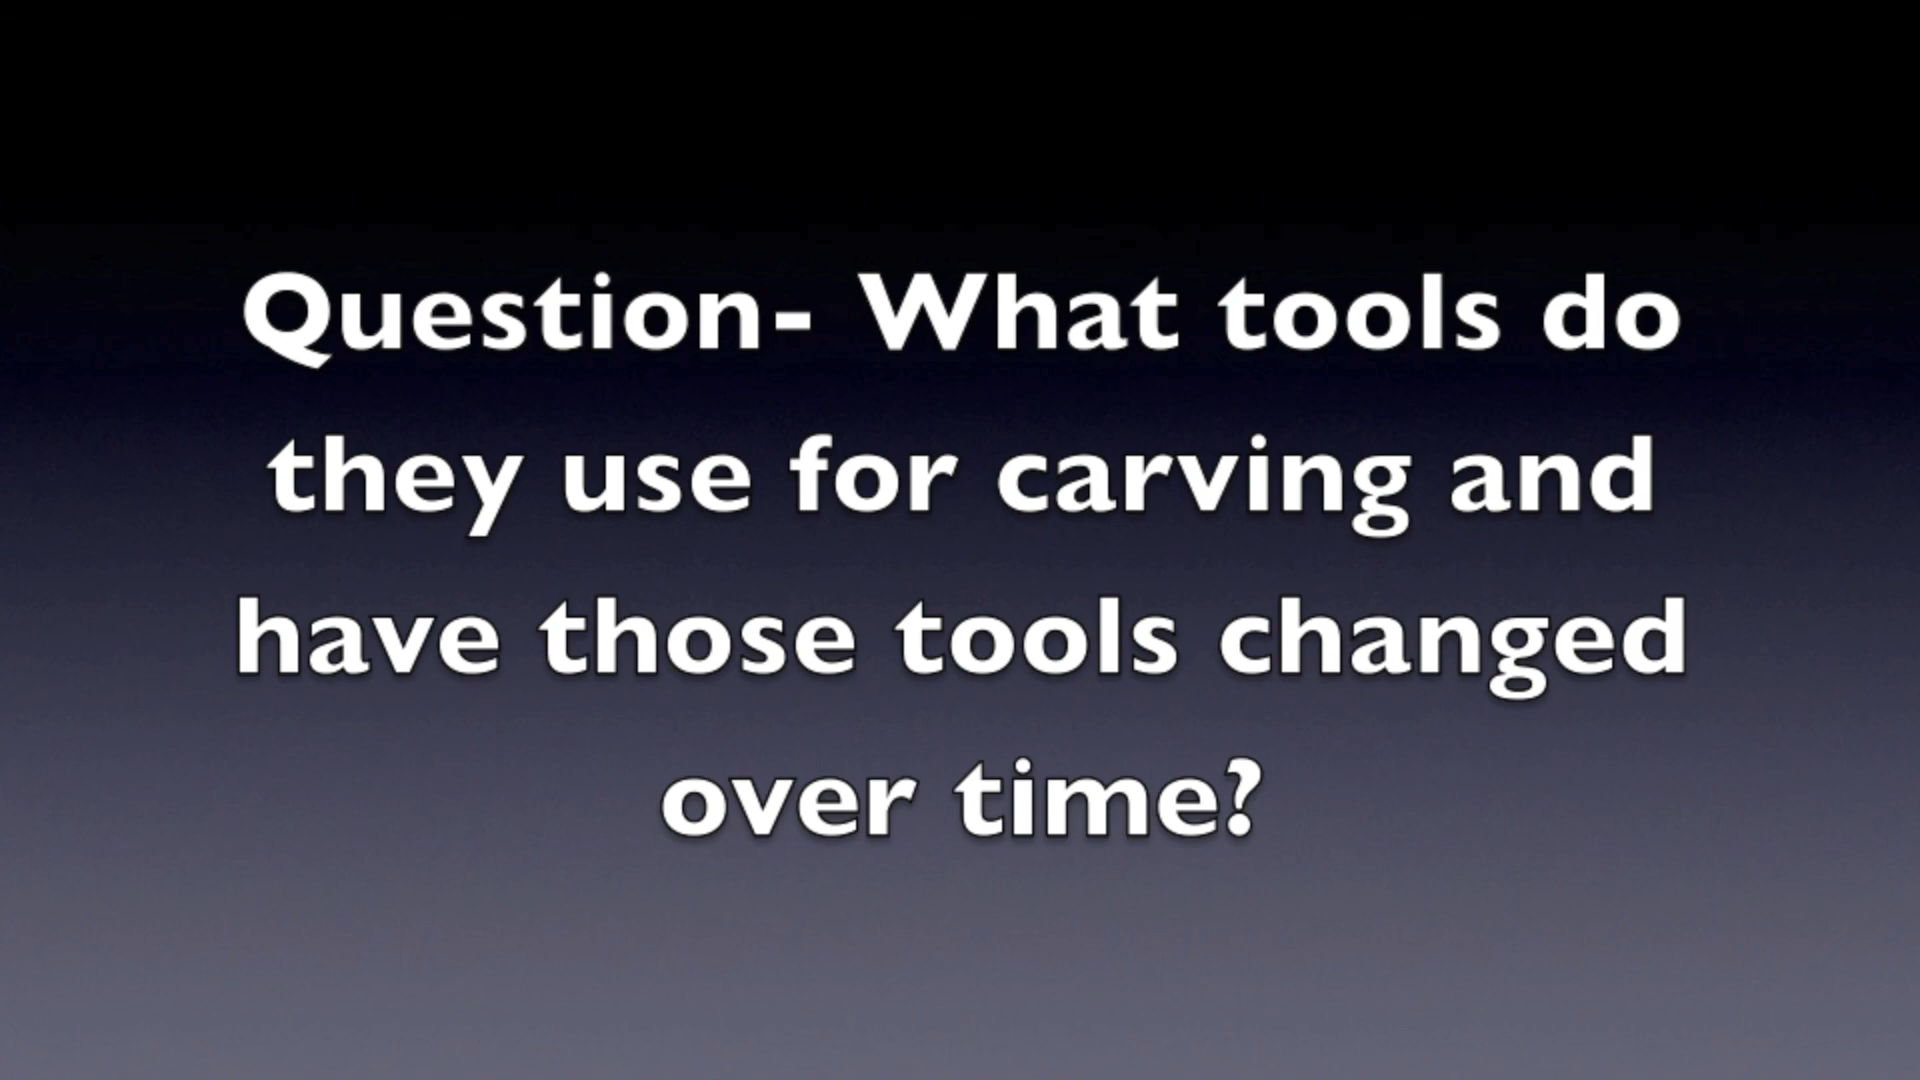 Question- What tools do
they use for carving and
have those tools changed
over time?